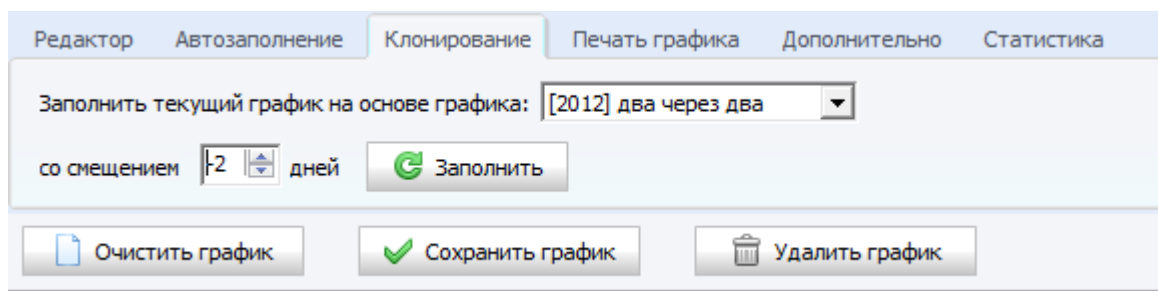 Редактор Автозаполнение Клонирование Печать графика Дополнительно Статистика
Заполнить текущий график на основе графика: [2012] два через два
со смещением -2 дней Заполнить
Очистить график Сохранить график Удалить график